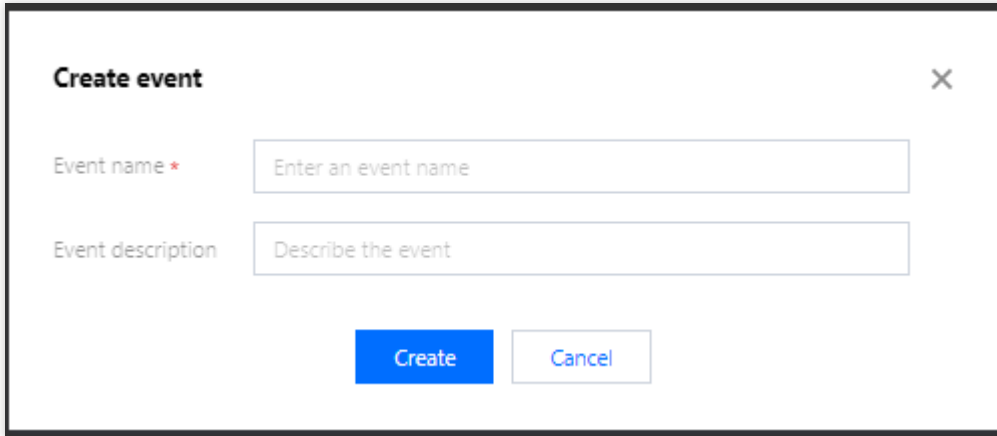 Create event
Event name * Enter an event name
Event description Describe the event
Create Cancel